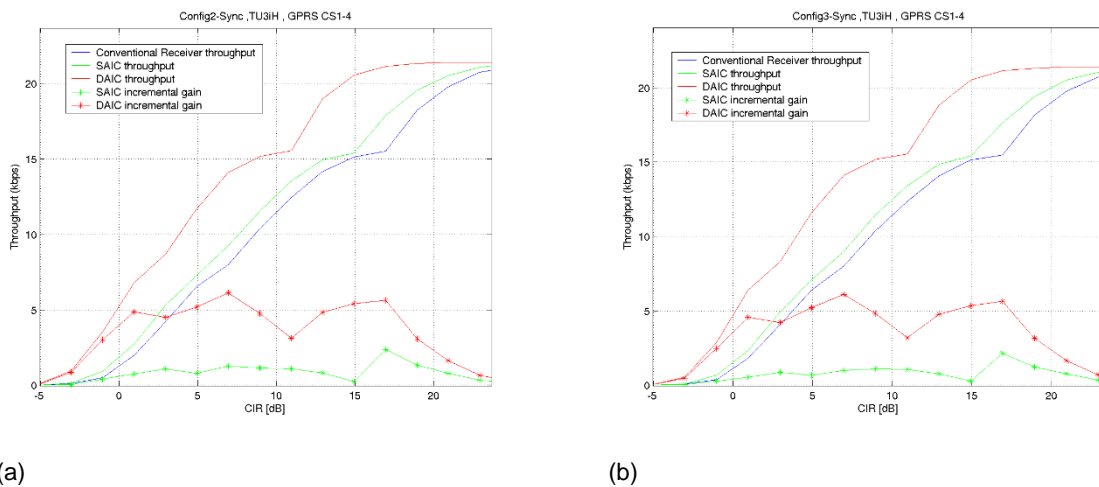 Config2-Sync ,TU3iH , GPRS CS1-4
Conventional Receiver throughput
SAIC throughput
DAIC throughput
SAIC incremental gain
DAIC incremental gain
Throughput (kbps)
20
15
10
5
0
-5 0 5 10 15 20
CIR [dB]
(a)
Config3-Sync ,TU3iH , GPRS CS1-4
Conventional Receiver throughput
SAIC throughput
DAIC throughput
SAIC incremental gain
DAIC incremental gain
Throughput (kbps)
20
15
10
5
0
-5 0 5 10 15 20
CIR [dB]
(b)